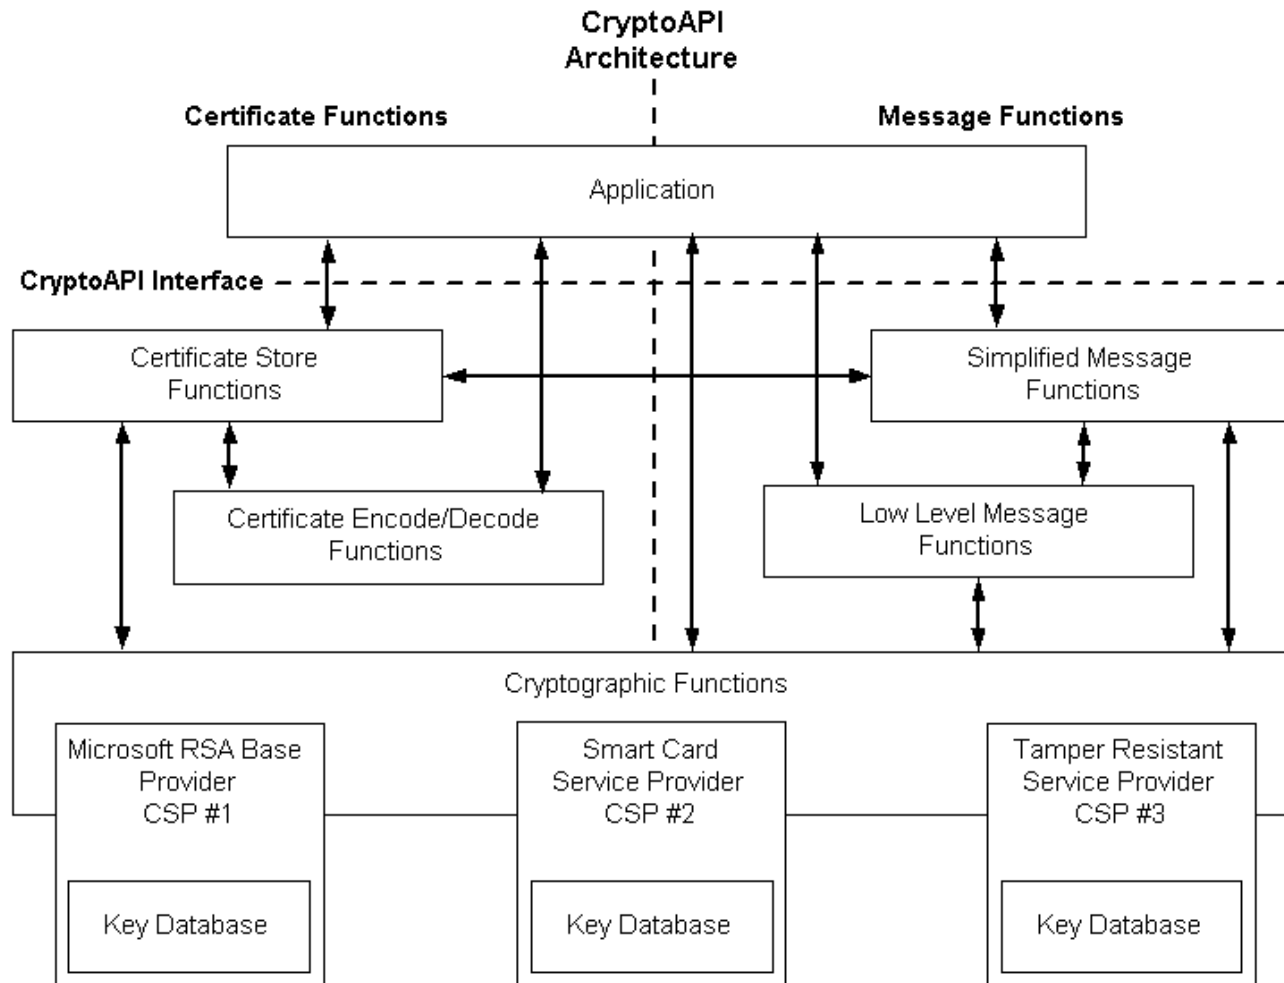 CryptoAPI
Architecture
Certificate Functions
Message Functions
Application
CryptoAPI Interface
Certificate Store
Functions
Simplified Message
Functions
Certificate Encode/Decode
Functions
Low Level Message
Functions
Cryptographic Functions
Microsoft RSA Base
Provider
CSP #1
Smart Card
Service Provider
CSP #2
Tamper Resistant
Service Provider
CSP #3
Key Database
Key Database
Key Database